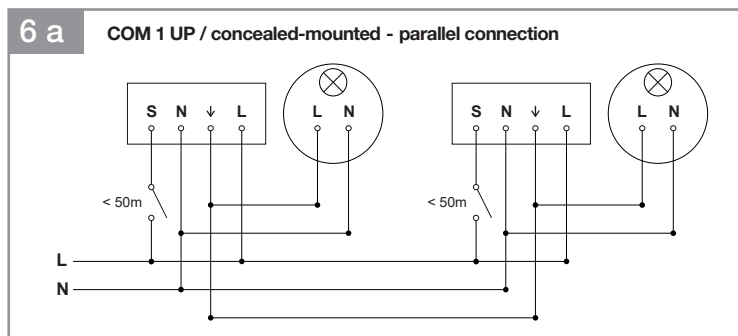 6 a
COM 1 UP / concealed-mounted - parallel connection
S N ↓ L L N S N ↓ L L N
< 50m < 50m
L
N